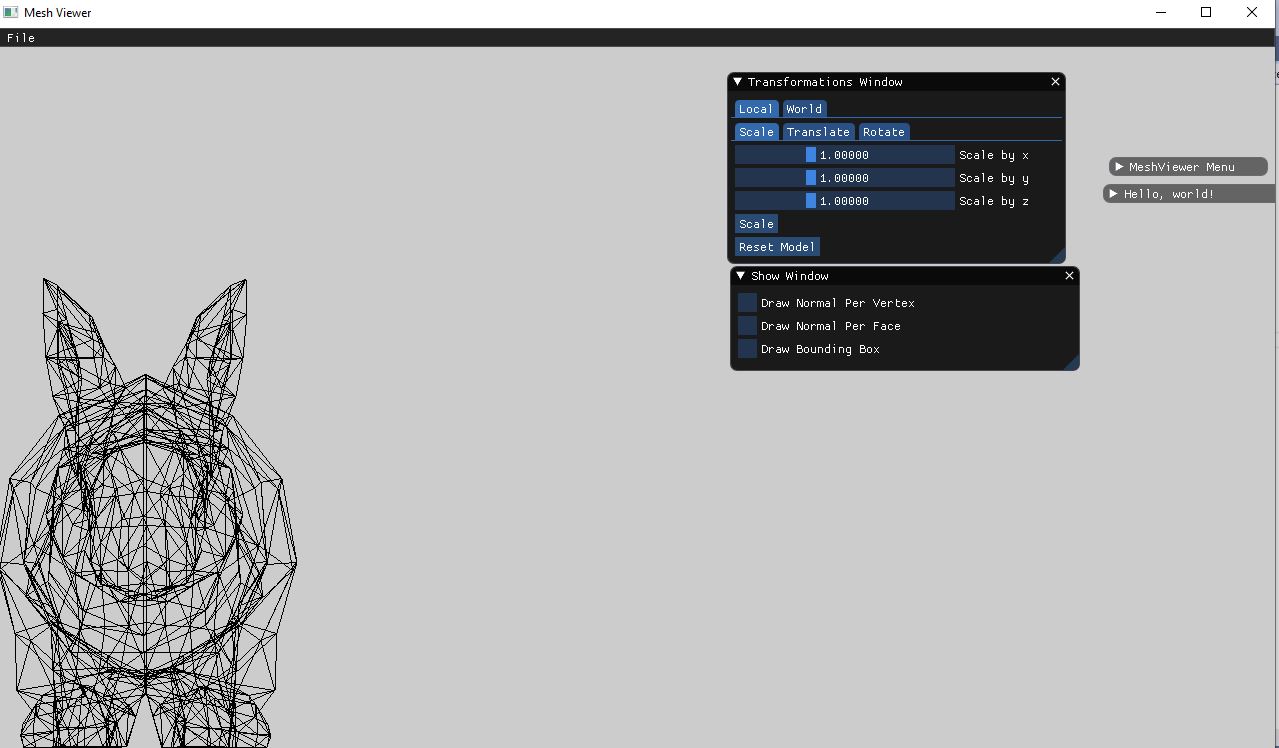 Mesh Viewer
File
Transformations Window
Local World
Scale Translate Rotate
1.00000 Scale by x
1.00000 Scale by y
1.00000 Scale by z
Scale
Reset Model
MeshViewer Menu
Hello, world!
Show Window
Draw Normal Per Vertex
Draw Normal Per Face
Draw Bounding Box